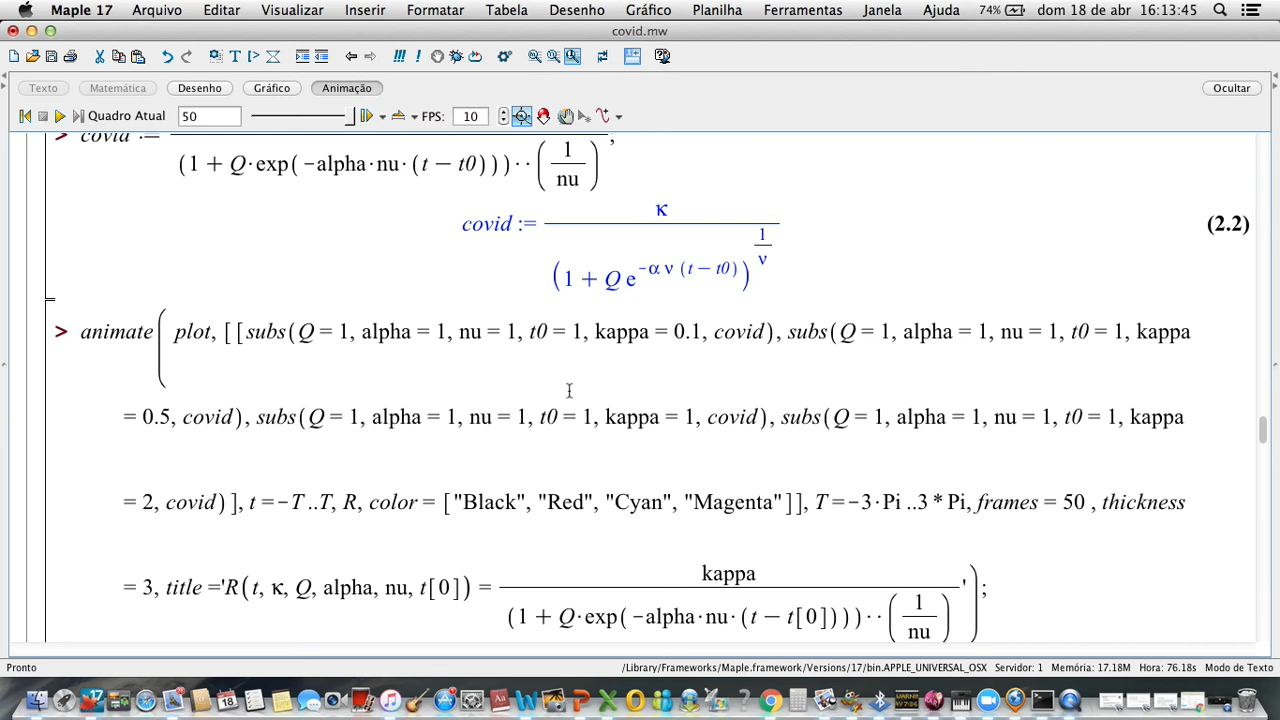 Maple 17 Arquivo Editar Visualizar Inserir Formatar Tabela Desenho Gráfico Planilha Ferramentas Janela Ajuda 74% dom 18 de abr 16:13:45
covid.mw
Texto Matemática Desenho Gráfico Animação Ocultar
Quadro Atual 50 FPS: 10
> covid :=
(1 + Q·exp(−alpha·nu·(t − t0)))··(1/nu);
covid := κ / (1 + Q e^(−α ν (t − t0)))^(1/ν) (2.2)
> animate( plot, [ [subs(Q = 1, alpha = 1, nu = 1, t0 = 1, kappa = 0.1, covid), subs(Q = 1, alpha = 1, nu = 1, t0 = 1, kappa
= 0.5, covid), subs(Q = 1, alpha = 1, nu = 1, t0 = 1, kappa = 1, covid), subs(Q = 1, alpha = 1, nu = 1, t0 = 1, kappa
= 2, covid) ], t = −T ..T, R, color = ["Black", "Red", "Cyan", "Magenta"]], T = −3·Pi ..3 * Pi, frames = 50 , thickness
= 3, title ='R(t, κ, Q, alpha, nu, t[0]) = kappa / (1 + Q·exp(−alpha·nu·(t − t[0])))··(1/nu) ');
Pronto /Library/Frameworks/Maple.framework/Versions/17/bin.APPLE_UNIVERSAL_OSX Servidor: 1 Memória: 17.18M Hora: 76.18s Modo de Texto